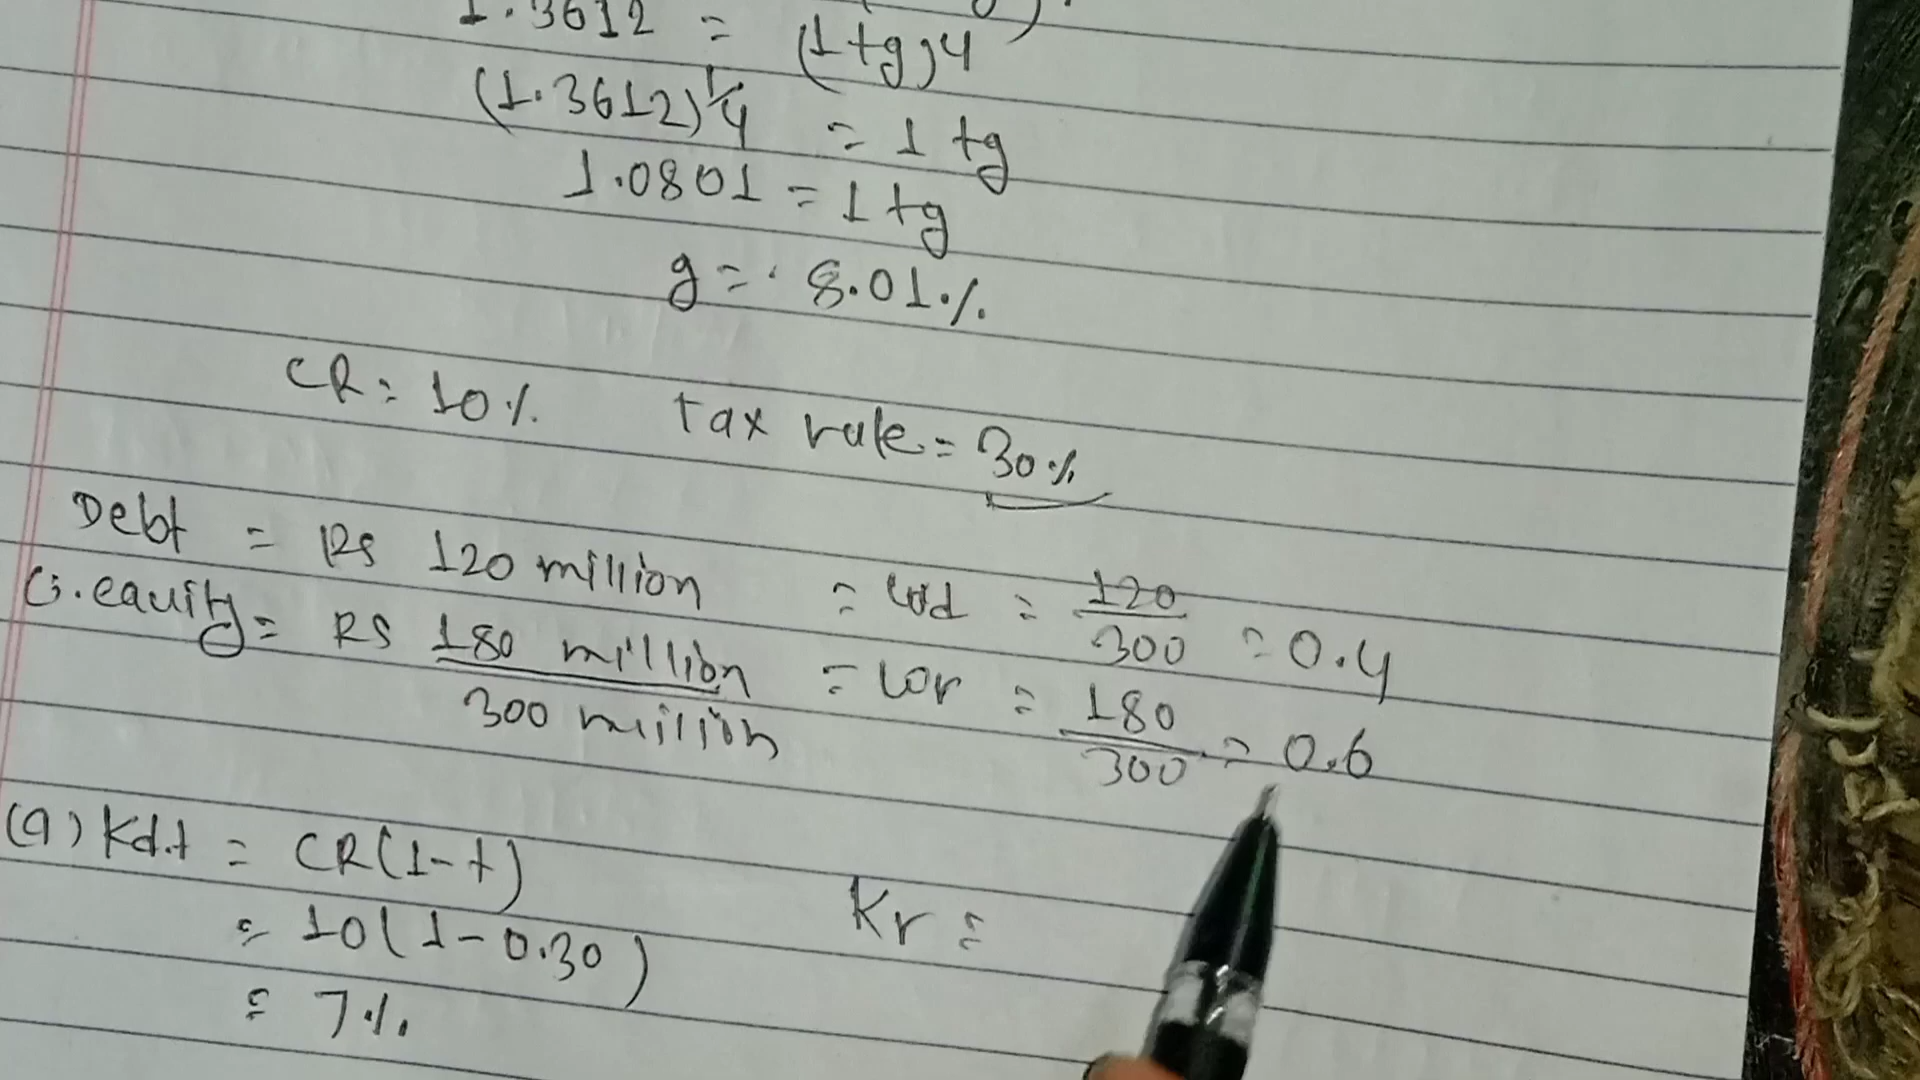 1.3612 = (1+g)4
(1.3612)1/4 = 1+g
1.0801 = 1+g
g = 8.01%
CR = 10% tax rate = 30%
Debt = RS 120 million = wd = 120/300 = 0.4
C. equity = RS 180 million = wr = 180/300 = 0.6
300 million
(a) Kd.t = CR(1-t) Kr =
= 10(1-0.30)
= 7%